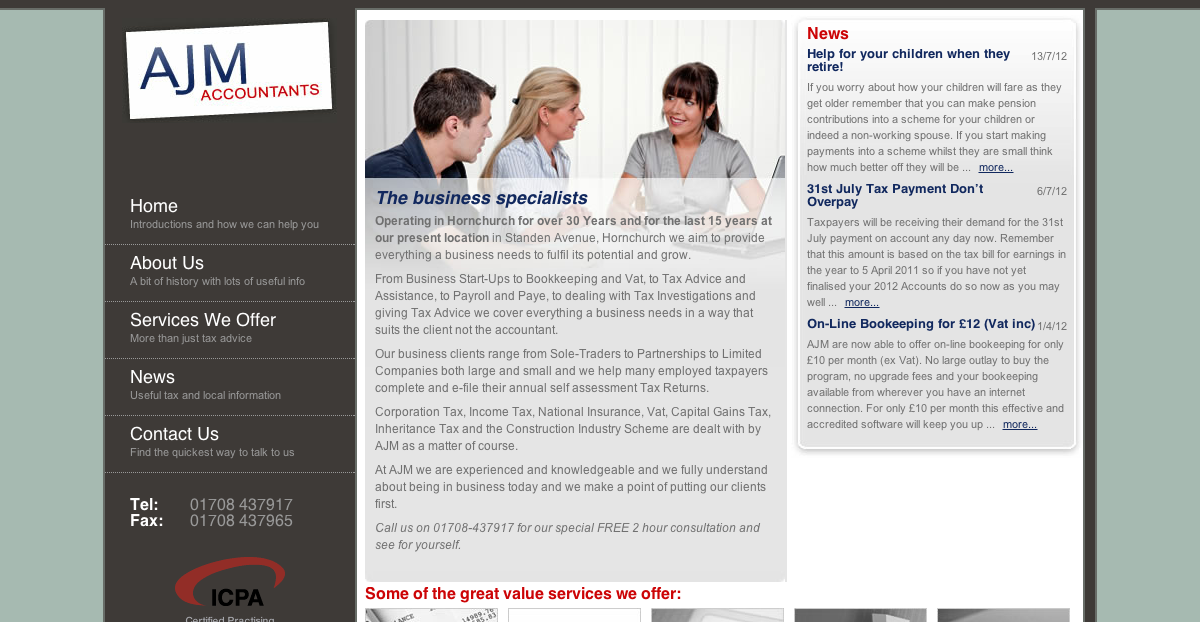 AJM
ACCOUNTANTS
Home
Introductions and how we can help you
About Us
A bit of history with lots of useful info
Services We Offer
More than just tax advice
News
Useful tax and local information
Contact Us
Find the quickest way to talk to us
Tel: 01708 437917
Fax: 01708 437965
ICPA
Certified Practising
The business specialists
Operating in Hornchurch for over 30 Years and for the last 15 years at
our present location in Standen Avenue, Hornchurch we aim to provide
everything a business needs to fulfil its potential and grow.
From Business Start-Ups to Bookkeeping and Vat, to Tax Advice and
Assistance, to Payroll and Paye, to dealing with Tax Investigations and
giving Tax Advice we cover everything a business needs in a way that
suits the client not the accountant.
Our business clients range from Sole-Traders to Partnerships to Limited
Companies both large and small and we help many employed taxpayers
complete and e-file their annual self assessment Tax Returns.
Corporation Tax, Income Tax, National Insurance, Vat, Capital Gains Tax,
Inheritance Tax and the Construction Industry Scheme are dealt with by
AJM as a matter of course.
At AJM we are experienced and knowledgeable and we fully understand
about being in business today and we make a point of putting our clients
first.
Call us on 01708-437917 for our special FREE 2 hour consultation and
see for yourself.
Some of the great value services we offer:
News
Help for your children when they 13/7/12
retire!
If you worry about how your children will fare as they
get older remember that you can make pension
contributions into a scheme for your children or
indeed a non-working spouse. If you start making
payments into a scheme whilst they are small think
how much better off they will be ... more...
31st July Tax Payment Don't 6/7/12
Overpay
Taxpayers will be receiving their demand for the 31st
July payment on account any day now. Remember
that this amount is based on the tax bill for earnings in
the year to 5 April 2011 so if you have not yet
finalised your 2012 Accounts do so now as you may
well ... more...
On-Line Bookeeping for £12 (Vat inc) 1/4/12
AJM are now able to offer on-line bookeeping for only
£10 per month (ex Vat). No large outlay to buy the
program, no upgrade fees and your bookeeping
available from wherever you have an internet
connection. For only £10 per month this effective and
accredited software will keep you up ... more...